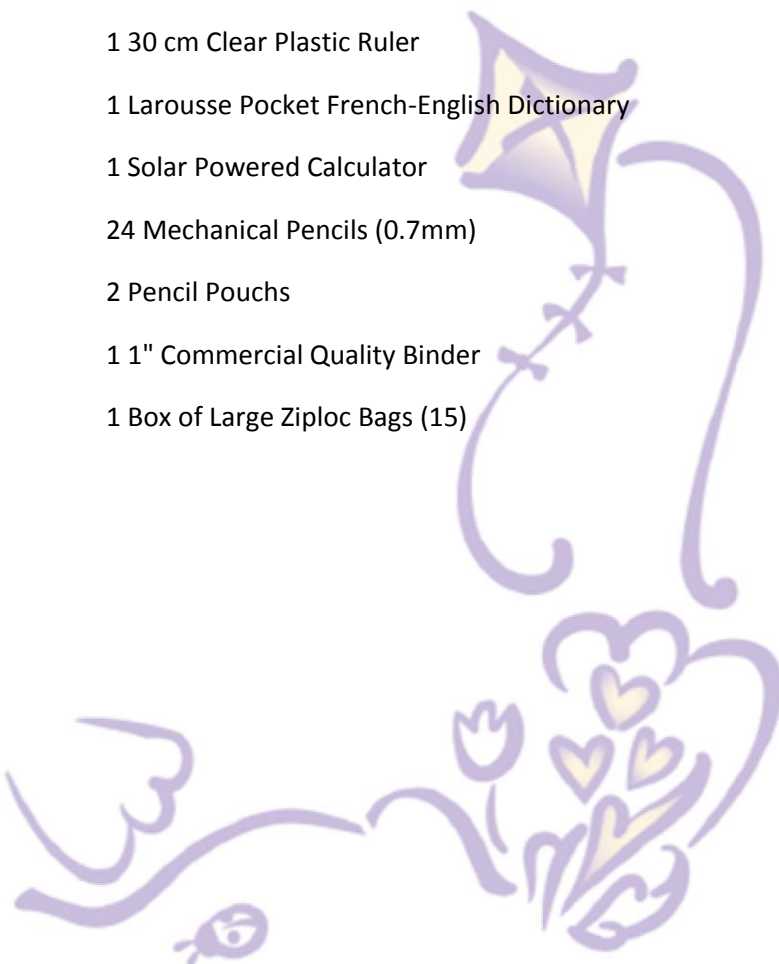 1 30 cm Clear Plastic Ruler
1 Larousse Pocket French-English Dictionary
1 Solar Powered Calculator
24 Mechanical Pencils (0.7mm)
2 Pencil Pouchs
1 1" Commercial Quality Binder
1 Box of Large Ziploc Bags (15)